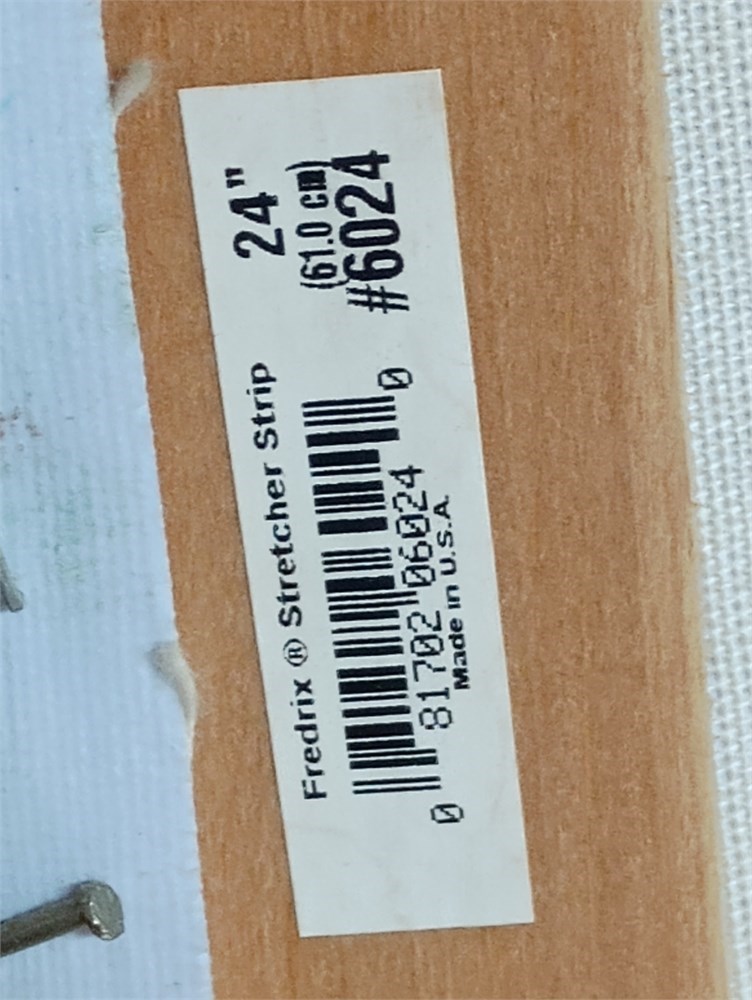 Fredrix ® Stretcher Strip
24"
(61.0 cm)
#6024
0 81702 06024 0
Made in U.S.A.